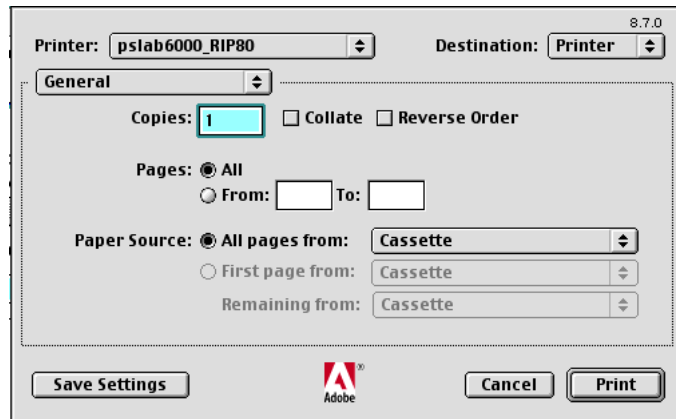 8.7.0
Printer: pslab6000_RIP80 Destination: Printer
General
Copies: 1 Collate Reverse Order
Pages: All
From: To:
Paper Source: All pages from: Cassette
First page from: Cassette
Remaining from: Cassette
Save Settings Adobe® Cancel Print